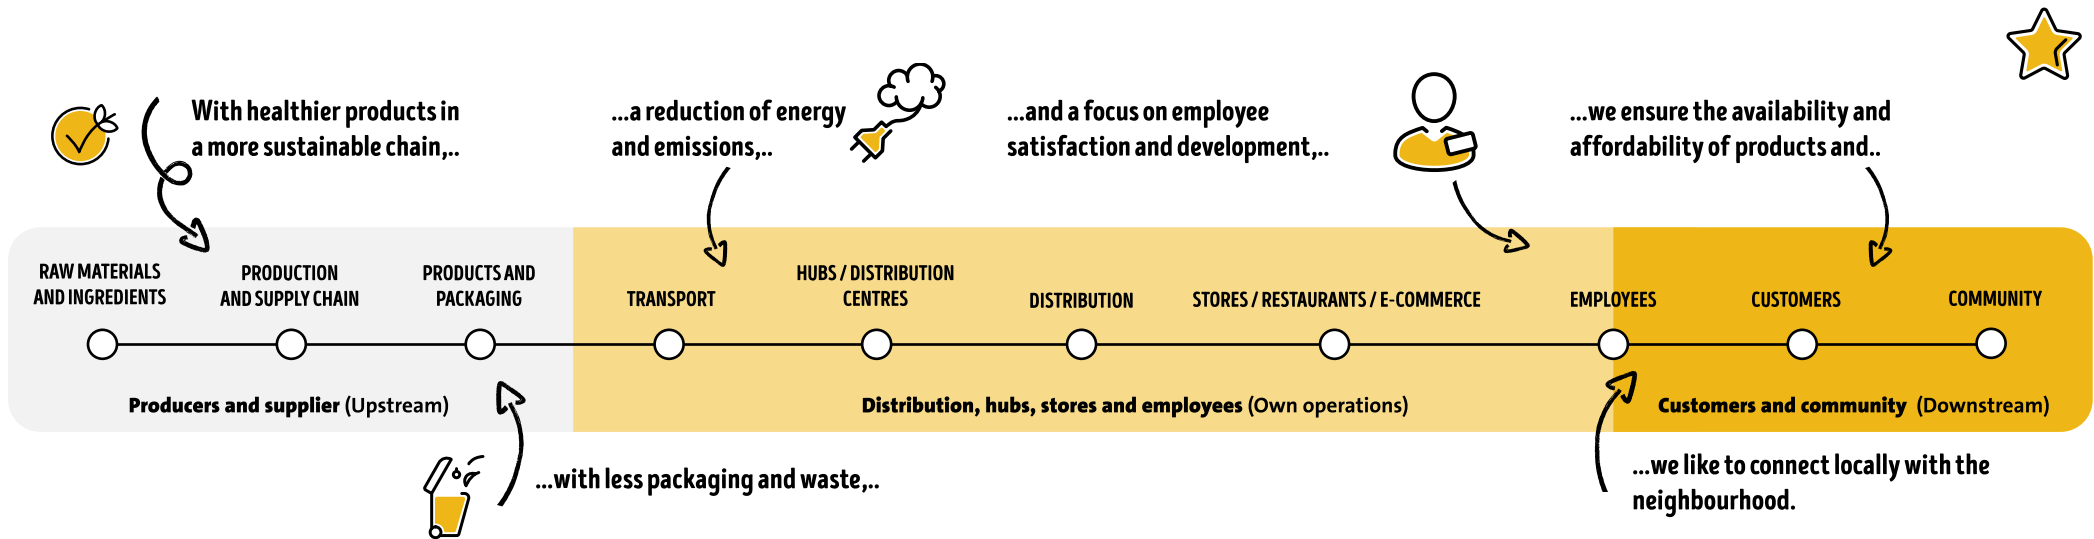 With healthier products in
a more sustainable chain,..
...a reduction of energy
and emissions,..
...and a focus on employee
satisfaction and development,..
...we ensure the availability and
affordability of products and..
RAW MATERIALS
AND INGREDIENTS
PRODUCTION
AND SUPPLY CHAIN
PRODUCTS AND
PACKAGING
TRANSPORT
HUBS / DISTRIBUTION
CENTRES
DISTRIBUTION
STORES / RESTAURANTS / E-COMMERCE
EMPLOYEES
CUSTOMERS
COMMUNITY
Producers and supplier (Upstream)
Distribution, hubs, stores and employees (Own operations)
Customers and community (Downstream)
...with less packaging and waste,..
...we like to connect locally with the
neighbourhood.